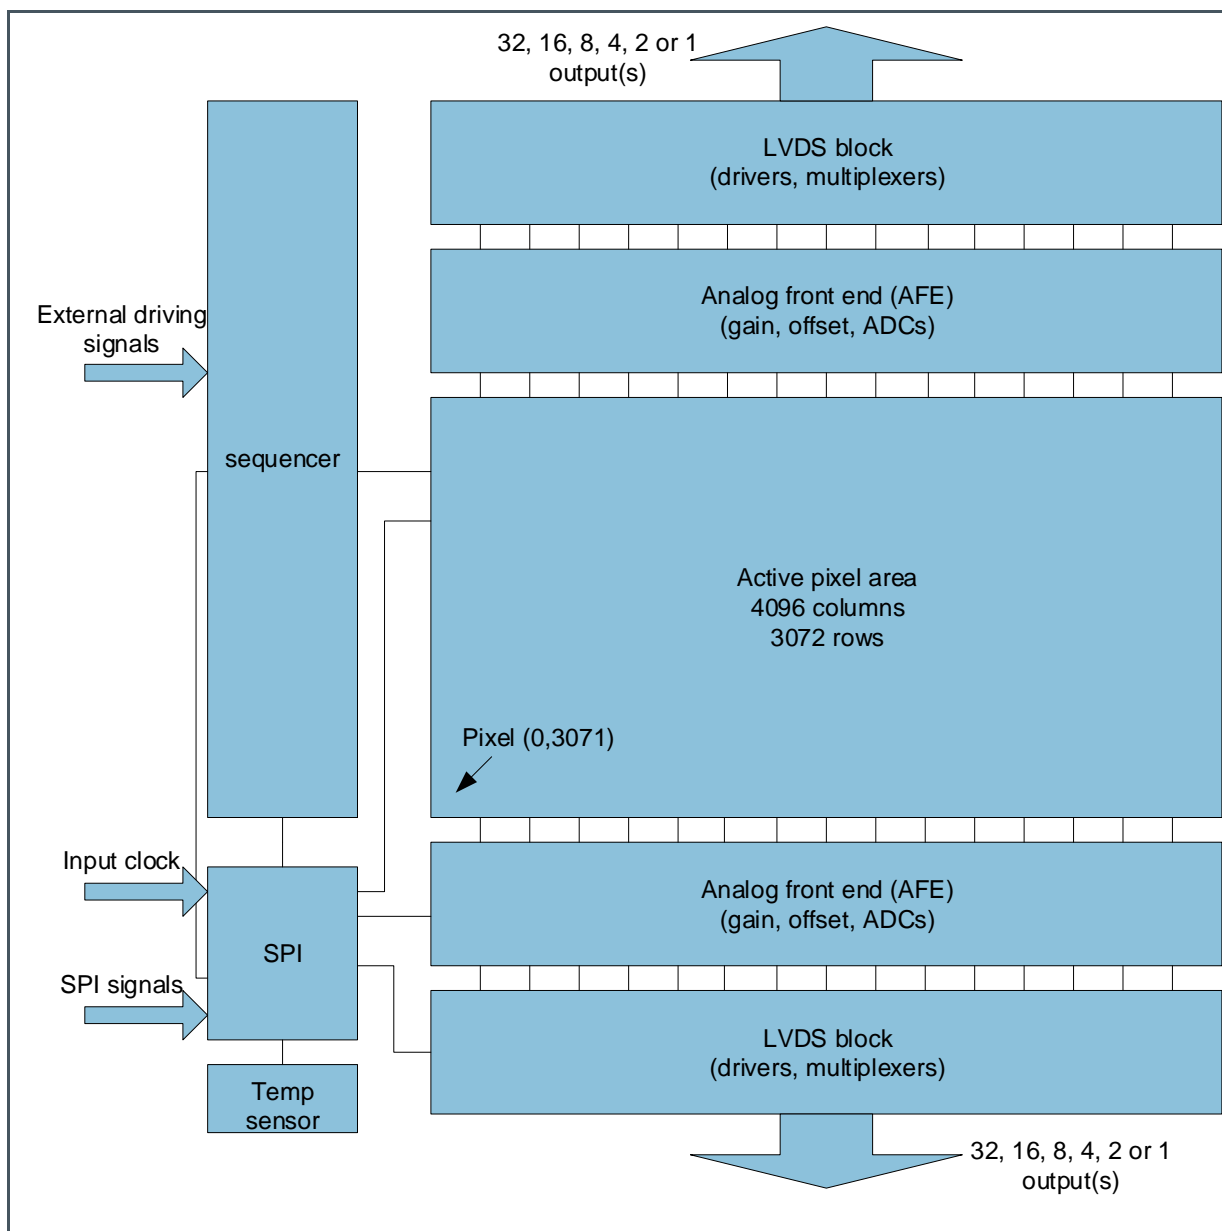 32, 16, 8, 4, 2 or 1
output(s)
LVDS block
(drivers, multiplexers)
Analog front end (AFE)
(gain, offset, ADCs)
External driving
signals
sequencer
Active pixel area
4096 columns
3072 rows
Pixel (0,3071)
Input clock
Analog front end (AFE)
(gain, offset, ADCs)
SPI
SPI signals
LVDS block
(drivers, multiplexers)
Temp
sensor
32, 16, 8, 4, 2 or 1
output(s)